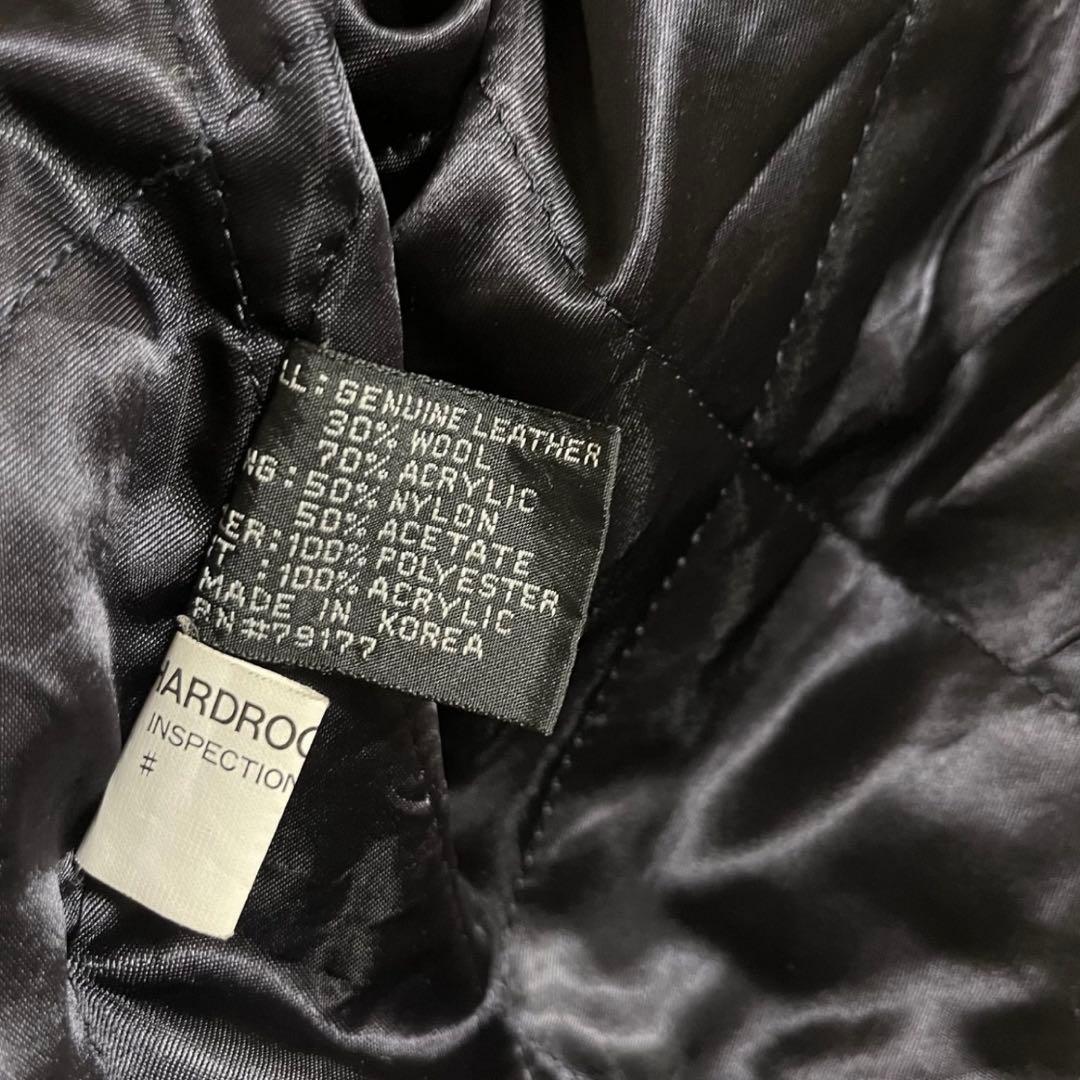 LL: GENUINE LEATHER
30% WOOL
70% ACRYLIC
NG: 50% NYLON
50% ACETATE
ER: 100% POLYESTER
T : 100% ACRYLIC
MADE IN KOREA
RN#79177
HARDROC
INSPECTION
#